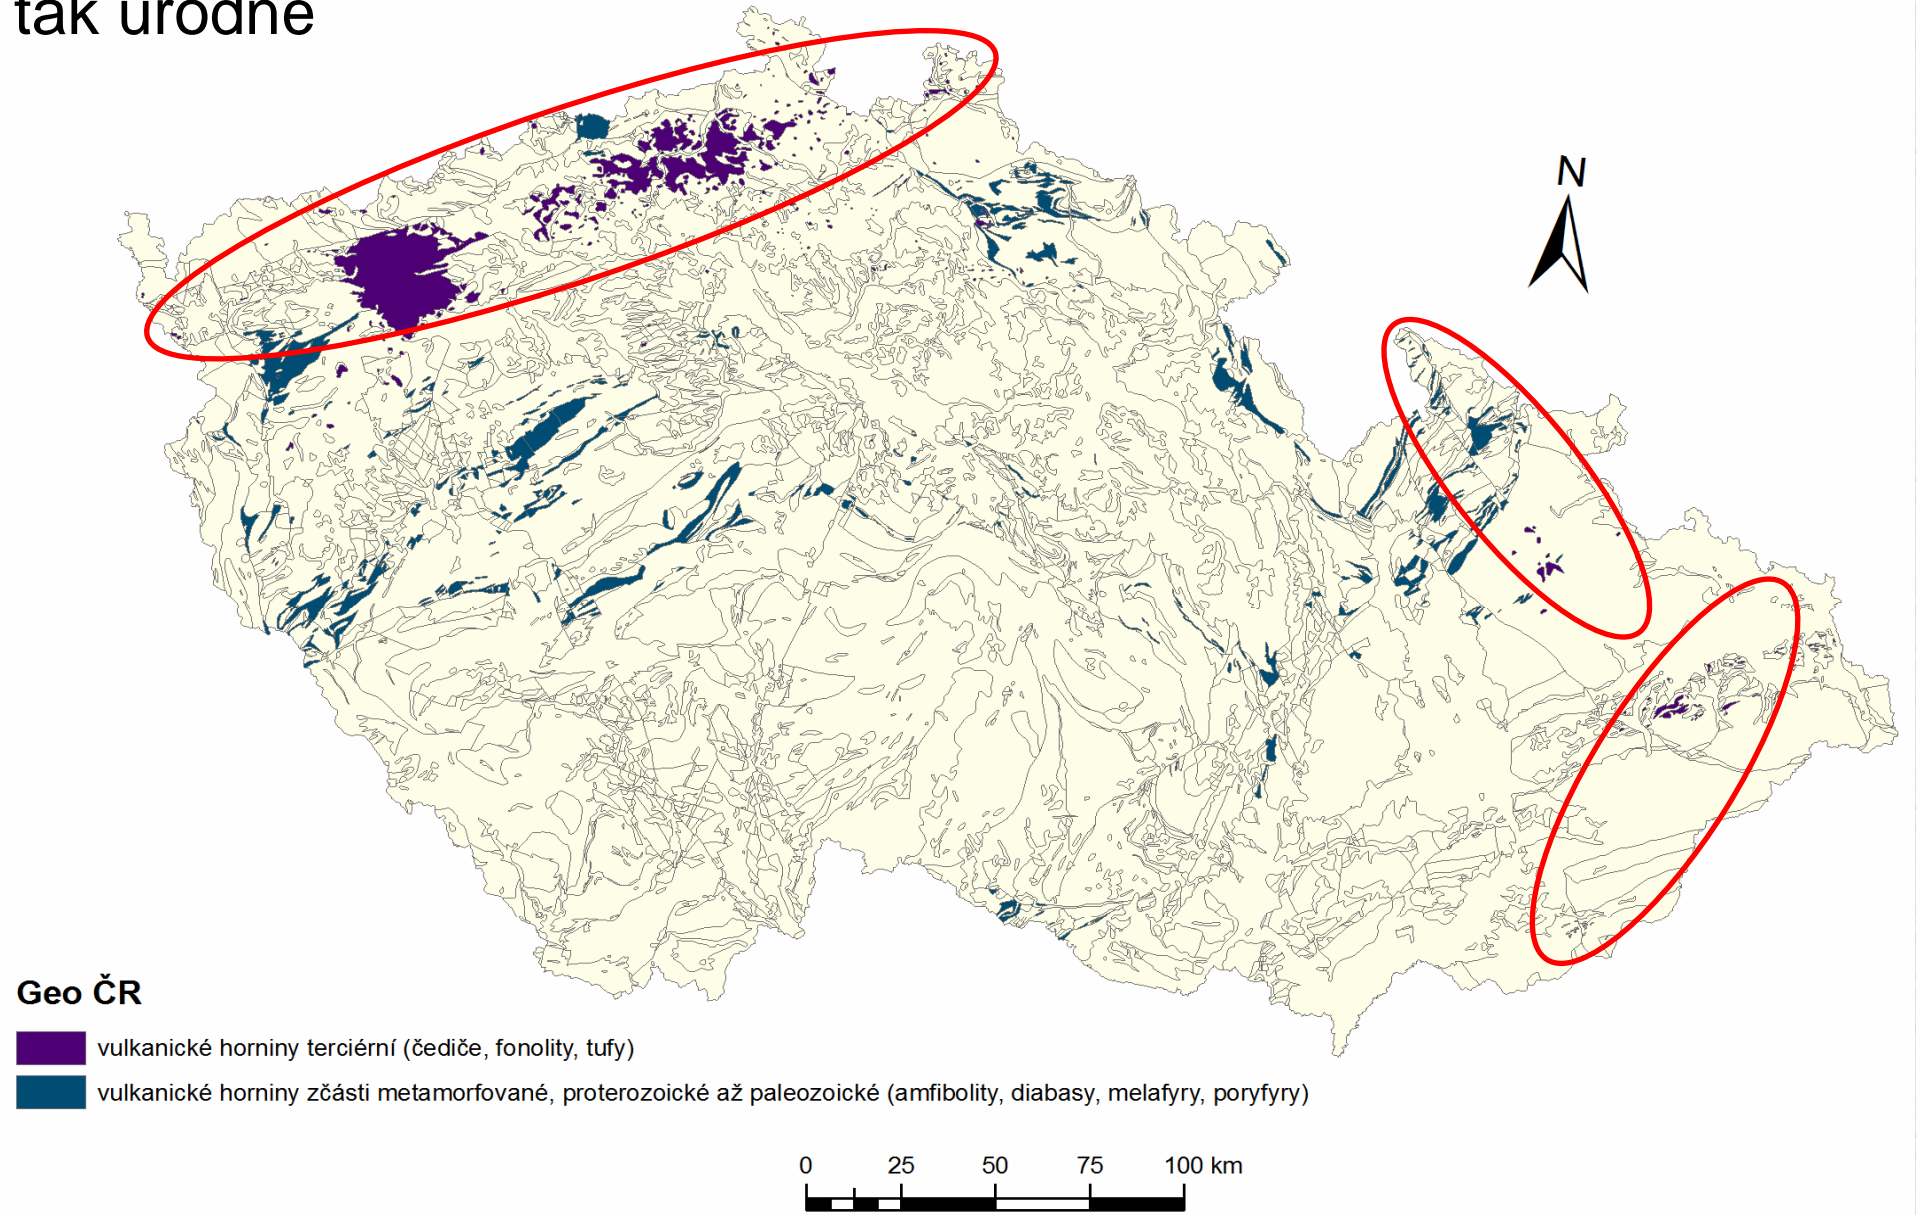 tak úrodné
N
Geo ČR
vulkanické horniny terciérní (čediče, fonolity, tufy)
vulkanické horniny zčásti metamorfované, proterozoické až paleozoické (amfibolity, diabasy, melafyry, poryfyry)
0 25 50 75 100 km